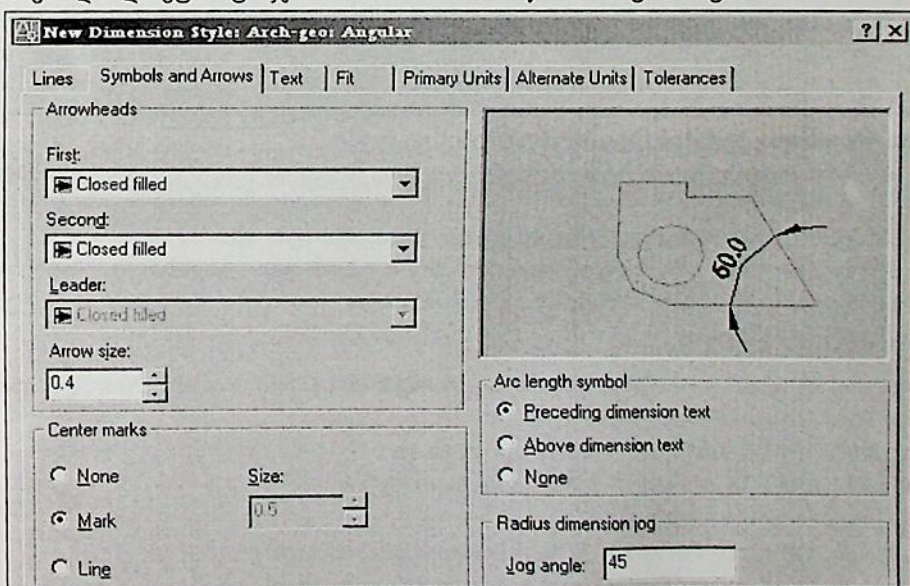 New Dimension Style: Arch-geo: Angular
Lines
Symbols and Arrows
Text
Fit
Primary Units
Alternate Units
Tolerances
Arrowheads
First:
Closed filled
Second:
Closed filled
Leader:
Closed filled
Arrow size:
0.4
Center marks
None
Mark
Line
Size:
0.5
60.0
Arc length symbol
Preceding dimension text
Above dimension text
None
Radius dimension jog
Jog angle: 45